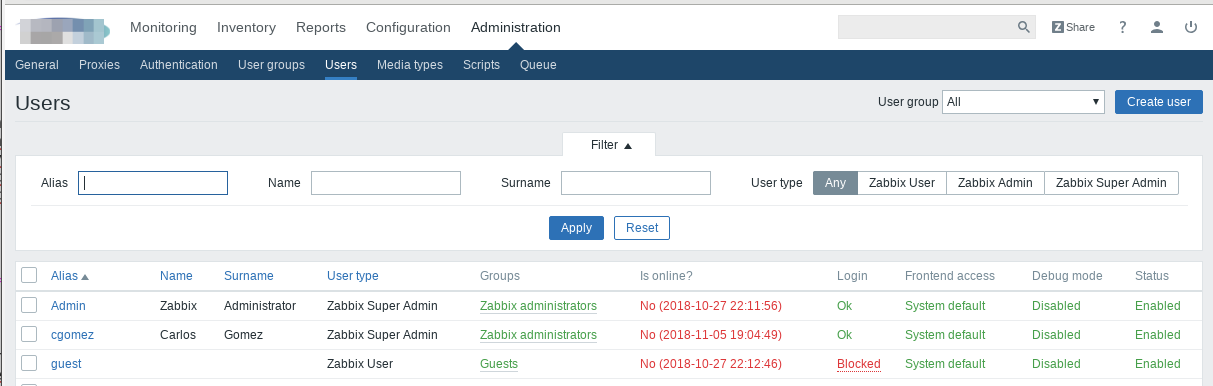 Monitoring Inventory Reports Configuration Administration Z Share ?
General Proxies Authentication User groups Users Media types Scripts Queue
Users User group All Create user
Filter
Alias Name Surname User type Any Zabbix User Zabbix Admin Zabbix Super Admin
Apply Reset
Alias Name Surname User type Groups Is online? Login Frontend access Debug mode Status
Admin Zabbix Administrator Zabbix Super Admin Zabbix administrators No (2018-10-27 22:11:56) Ok System default Disabled Enabled
cgomez Carlos Gomez Zabbix Super Admin Zabbix administrators No (2018-11-05 19:04:49) Ok System default Disabled Enabled
guest Zabbix User Guests No (2018-10-27 22:12:46) Blocked System default Disabled Enabled